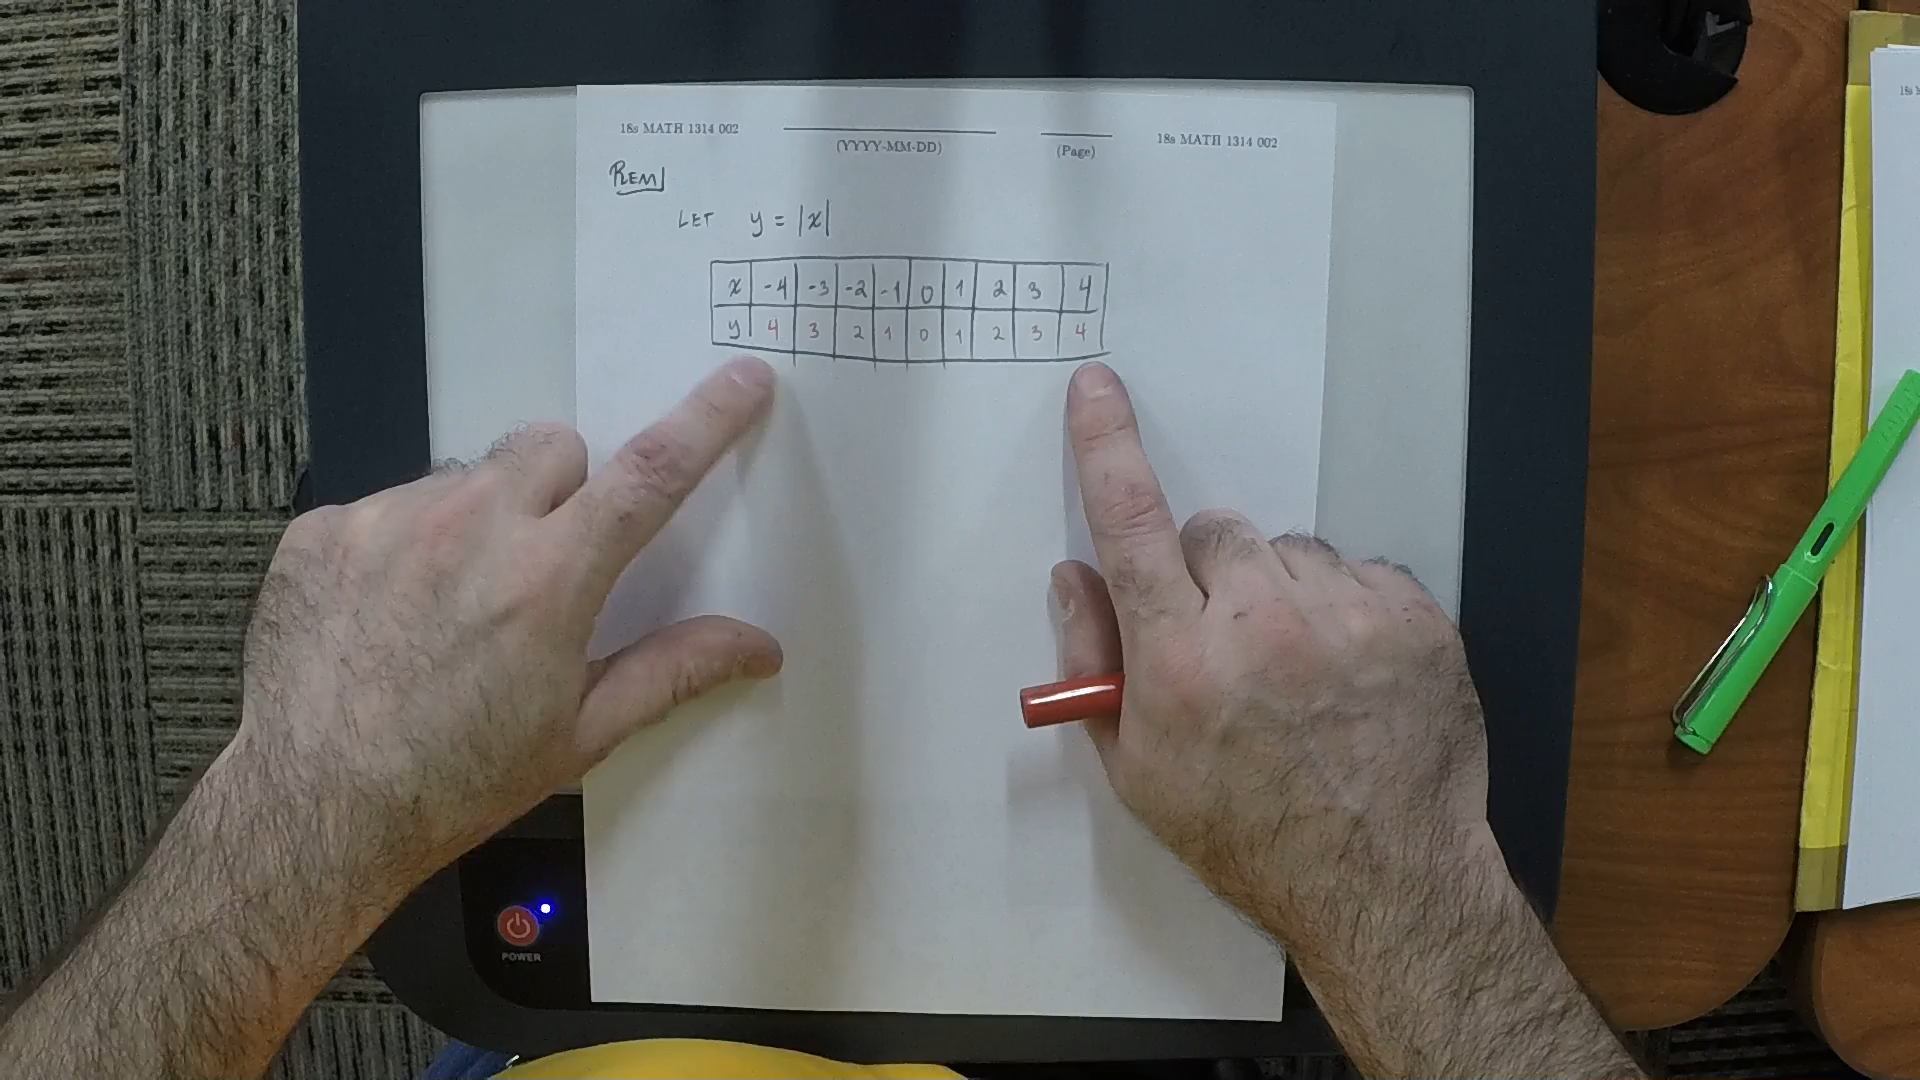 18s MATH 1314 002
(YYYY-MM-DD)
(Page)
18s MATH 1314 002
REM
LET y = |x|
x -4 -3 -2 -1 0 1 2 3 4
y 4 3 2 1 0 1 2 3 4
POWER